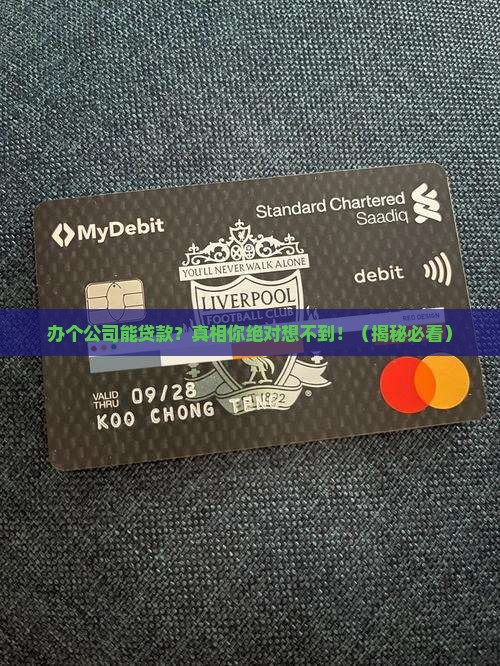 MyDebit
Standard Chartered
Saadiq
YOU'LL NEVER WALK ALONE
debit
LIVERPOOL
FOOTBALL CLUB
办个公司能贷款？真相你绝对想不到！（揭秘必看）
VALID
THRU
09/28
KOO CHONG
1892